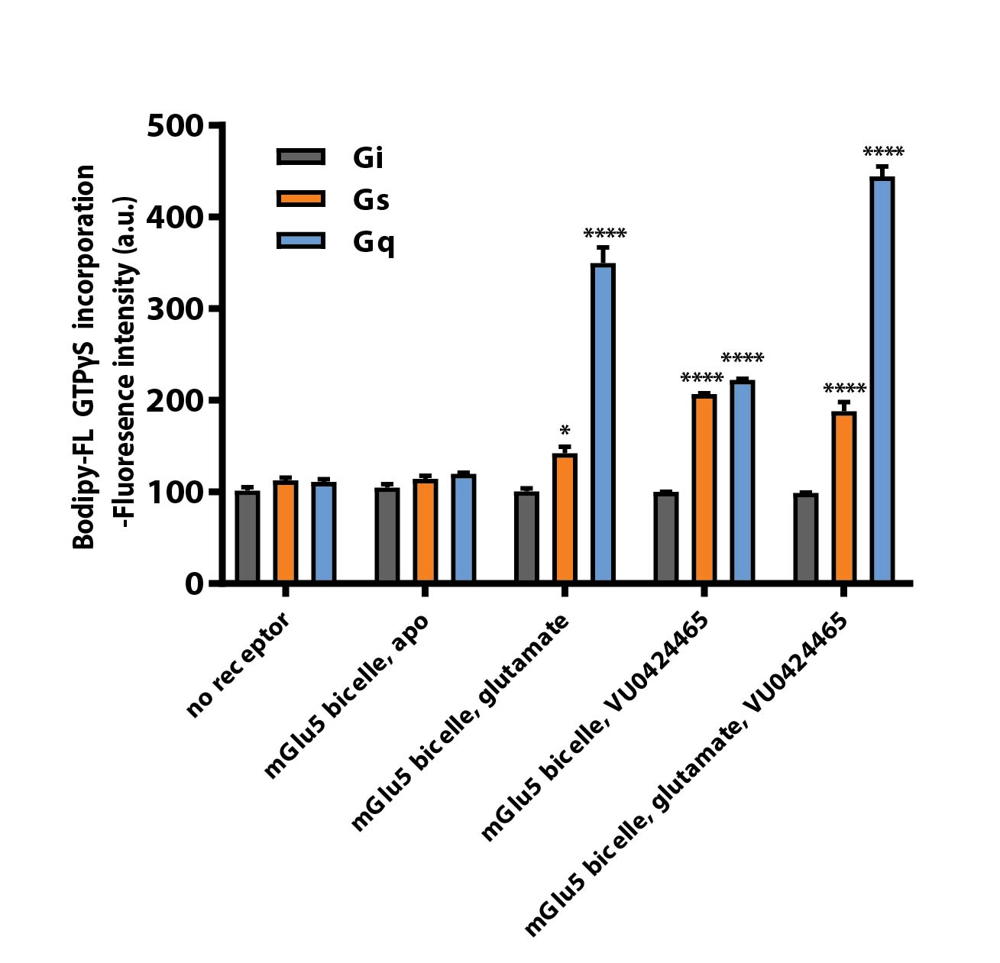 500
400
300
200
100
0
Bodipy-FL GTPγS incorporation
-Fluoresence intensity (a.u.)
Gi
Gs
Gq
*
****
****
****
****
****
no receptor
mGlu5 bicelle, apo
mGlu5 bicelle, glutamate
mGlu5 bicelle, VU0424465
mGlu5 bicelle, glutamate, VU0424465